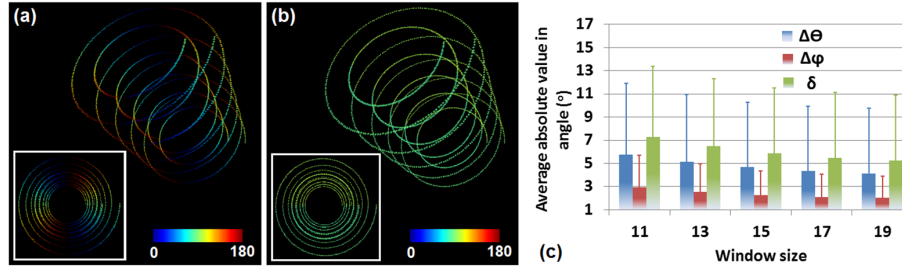 (a)
0 180
(b)
0 180
Average absolute value in
angle (°)
17
15
13
11
9
7
5
3
1
ΔΘ
Δφ
δ
11 13 15 17 19
(c) Window size